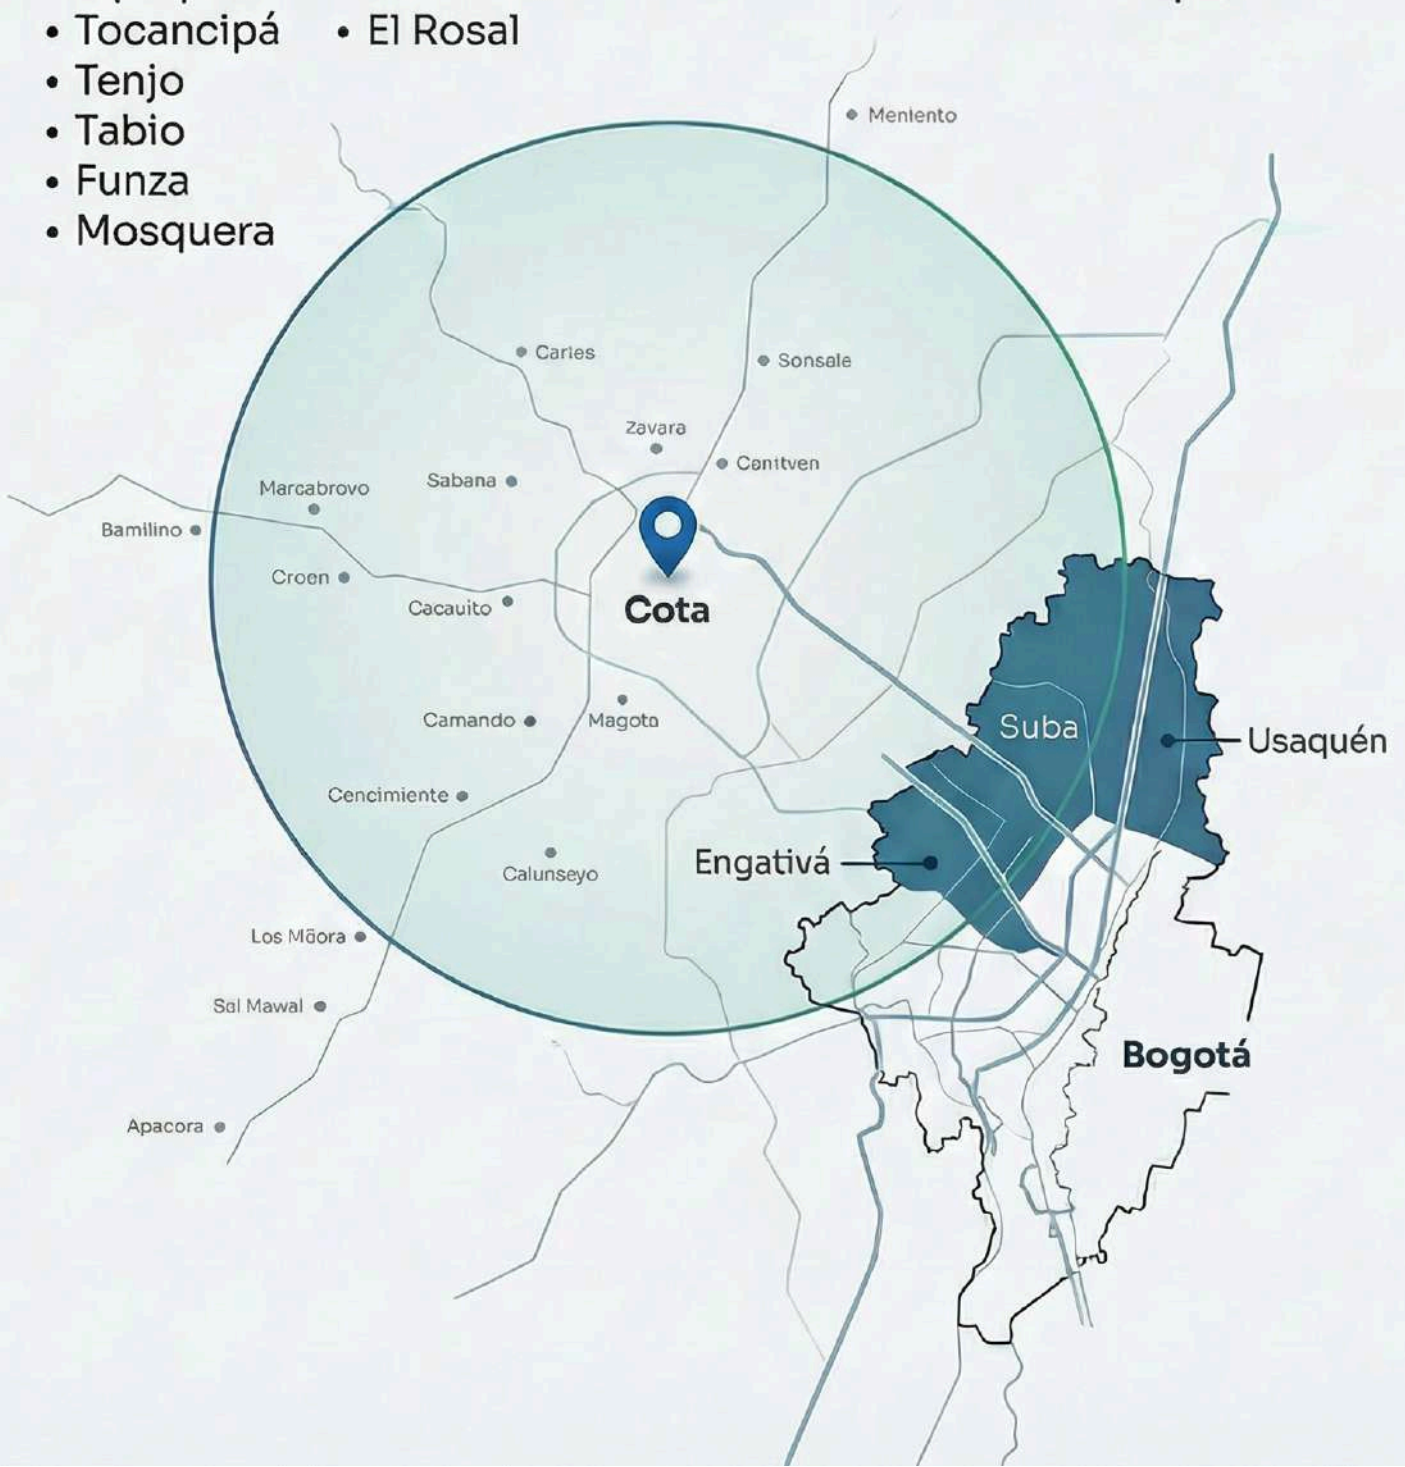 • Tocancipá • El Rosal
• Tenjo
• Tabio
• Funza
• Mosquera
Menlento
Carles
Sonsale
Zavara
Canitven
Sabana
Marcabrovo
Bamilino
Croen
Cacauito
Cota
Camando
Magota
Suba
Usaquén
Cencimiente
Engativá
Calunseyo
Los Mãora
Sal Mawal
Bogotá
Apacora